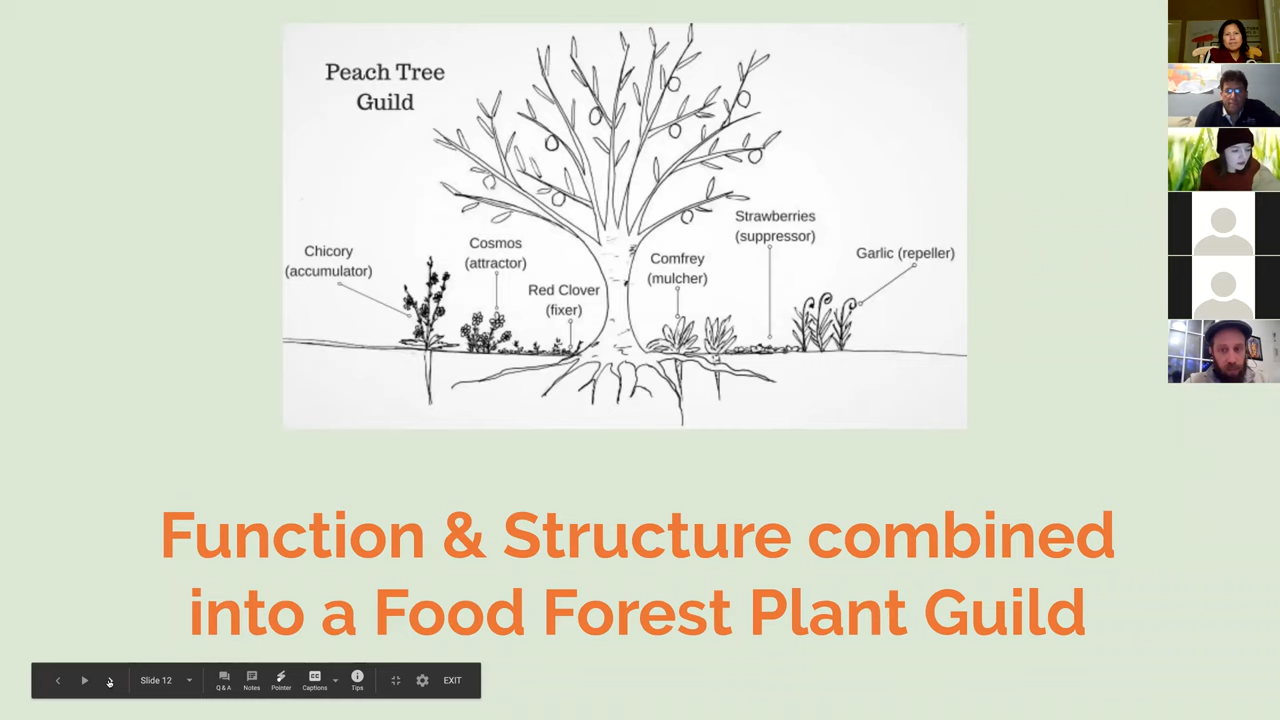 Peach Tree
Guild
Strawberries
(suppressor)
Cosmos
(attractor)
Chicory
(accumulator)
Comfrey
(mulcher)
Garlic (repeller)
Red Clover
(fixer)
Function & Structure combined
into a Food Forest Plant Guild
Slide 12
Q & A
Notes
Pointer
Captions
Tips
EXIT